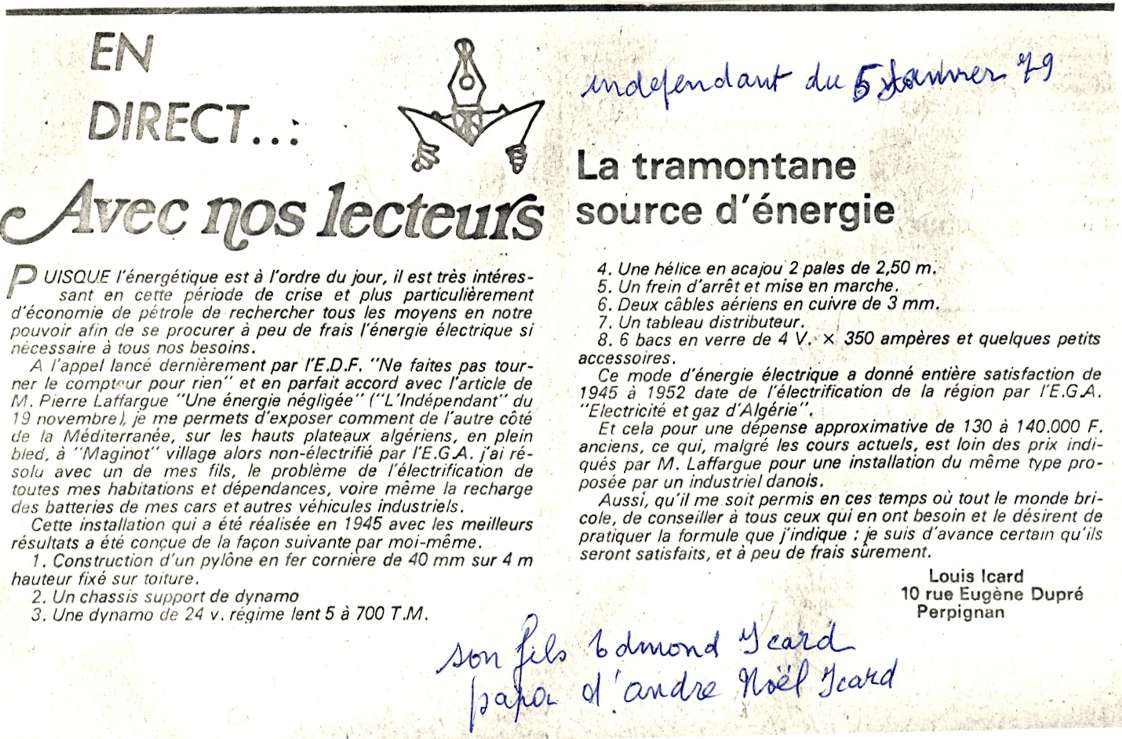 EN
DIRECT...:
Avec nos lecteurs
indépendant du 5 Janvier 79
La tramontane
source d'énergie
PUISQUE l'énergétique est à l'ordre du jour, il est très intéres-
sant en cette période de crise et plus particulièrement
d'économie de pétrole de rechercher tous les moyens en notre
pouvoir afin de se procurer à peu de frais l'énergie électrique si
nécessaire à tous nos besoins.
A l'appel lancé dernièrement par l'E.D.F. "Ne faites pas tour-
ner le compteur pour rien" et en parfait accord avec l'article de
M. Pierre Laffargue "Une énergie négligée" ("L'Indépendant" du
19 novembre), je me permets d'exposer comment de l'autre côté
de la Méditerranée, sur les hauts plateaux algériens, en plein
bled, à "Maginot" village alors non-électrifié par l'E.G.A. j'ai ré-
solu avec un de mes fils, le problème de l'électrification de
toutes mes habitations et dépendances, voire même la recharge
des batteries de mes cars et autres véhicules industriels.
Cette installation qui a été réalisée en 1945 avec les meilleurs
résultats a été conçue de la façon suivante par moi-même.
1. Construction d'un pylône en fer cornière de 40 mm sur 4 m
hauteur fixé sur toiture.
2. Un chassis support de dynamo
3. Une dynamo de 24 v. régime lent 5 à 700 T.M.
4. Une hélice en acajou 2 pales de 2,50 m.
5. Un frein d'arrêt et mise en marche.
6. Deux câbles aériens en cuivre de 3 mm.
7. Un tableau distributeur.
8. 6 bacs en verre de 4 V. × 350 ampères et quelques petits
accessoires.
Ce mode d'énergie électrique a donné entière satisfaction de
1945 à 1952 date de l'électrification de la région par l'E.G.A.
"Electricité et gaz d'Algérie".
Et cela pour une dépense approximative de 130 à 140.000 F.
anciens, ce qui, malgré les cours actuels, est loin des prix indi-
qués par M. Laffargue pour une installation du même type pro-
posée par un industriel danois.
Aussi, qu'il me soit permis en ces temps où tout le monde bri-
cole, de conseiller à tous ceux qui en ont besoin et le désirent de
pratiquer la formule que j'indique : je suis d'avance certain qu'ils
seront satisfaits, et à peu de frais sûrement.
Louis Icard
10 rue Eugène Dupré
Perpignan
son fils Edmond Icard
papa d'andre Noël Icard